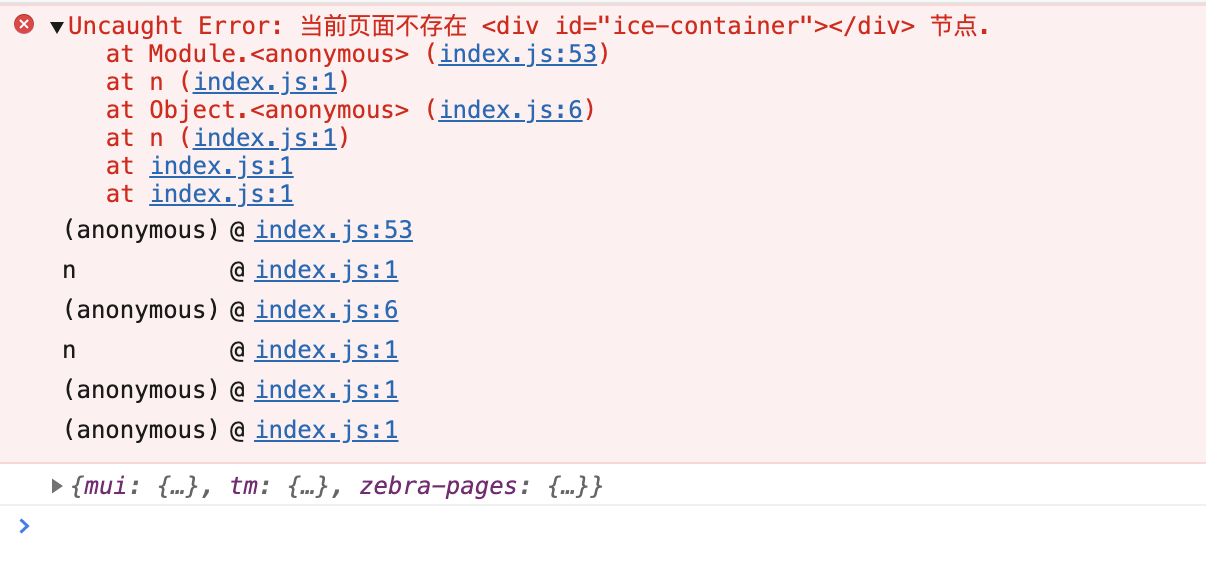 Uncaught Error: 当前页面不存在 <div id="ice-container"></div> 节点.
at Module.<anonymous> (index.js:53)
at n (index.js:1)
at Object.<anonymous> (index.js:6)
at n (index.js:1)
at index.js:1
at index.js:1
(anonymous) @ index.js:53
n @ index.js:1
(anonymous) @ index.js:6
n @ index.js:1
(anonymous) @ index.js:1
(anonymous) @ index.js:1
{mui: {…}, tm: {…}, zebra-pages: {…}}